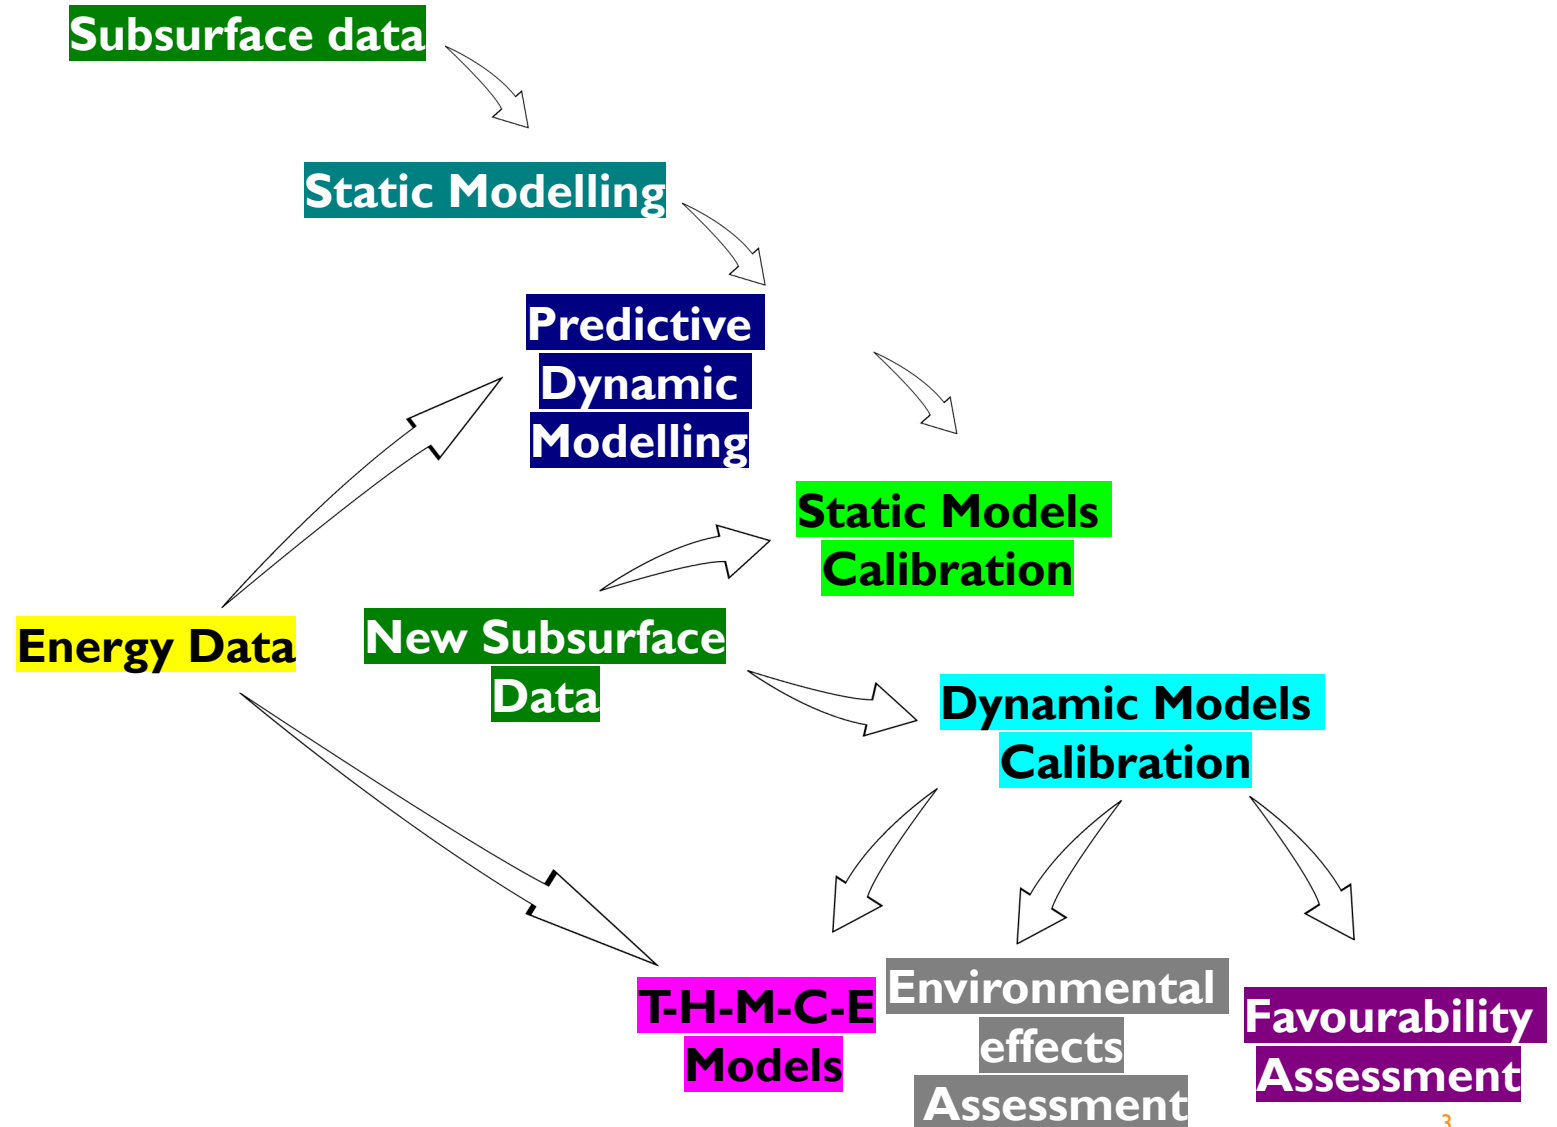 Subsurface data
Static Modelling
Predictive
Dynamic
Modelling
Static Models
Calibration
Energy Data
New Subsurface
Data
Dynamic Models
Calibration
T-H-M-C-E
Models
Environmental
effects
Assessment
Favourability
Assessment
3